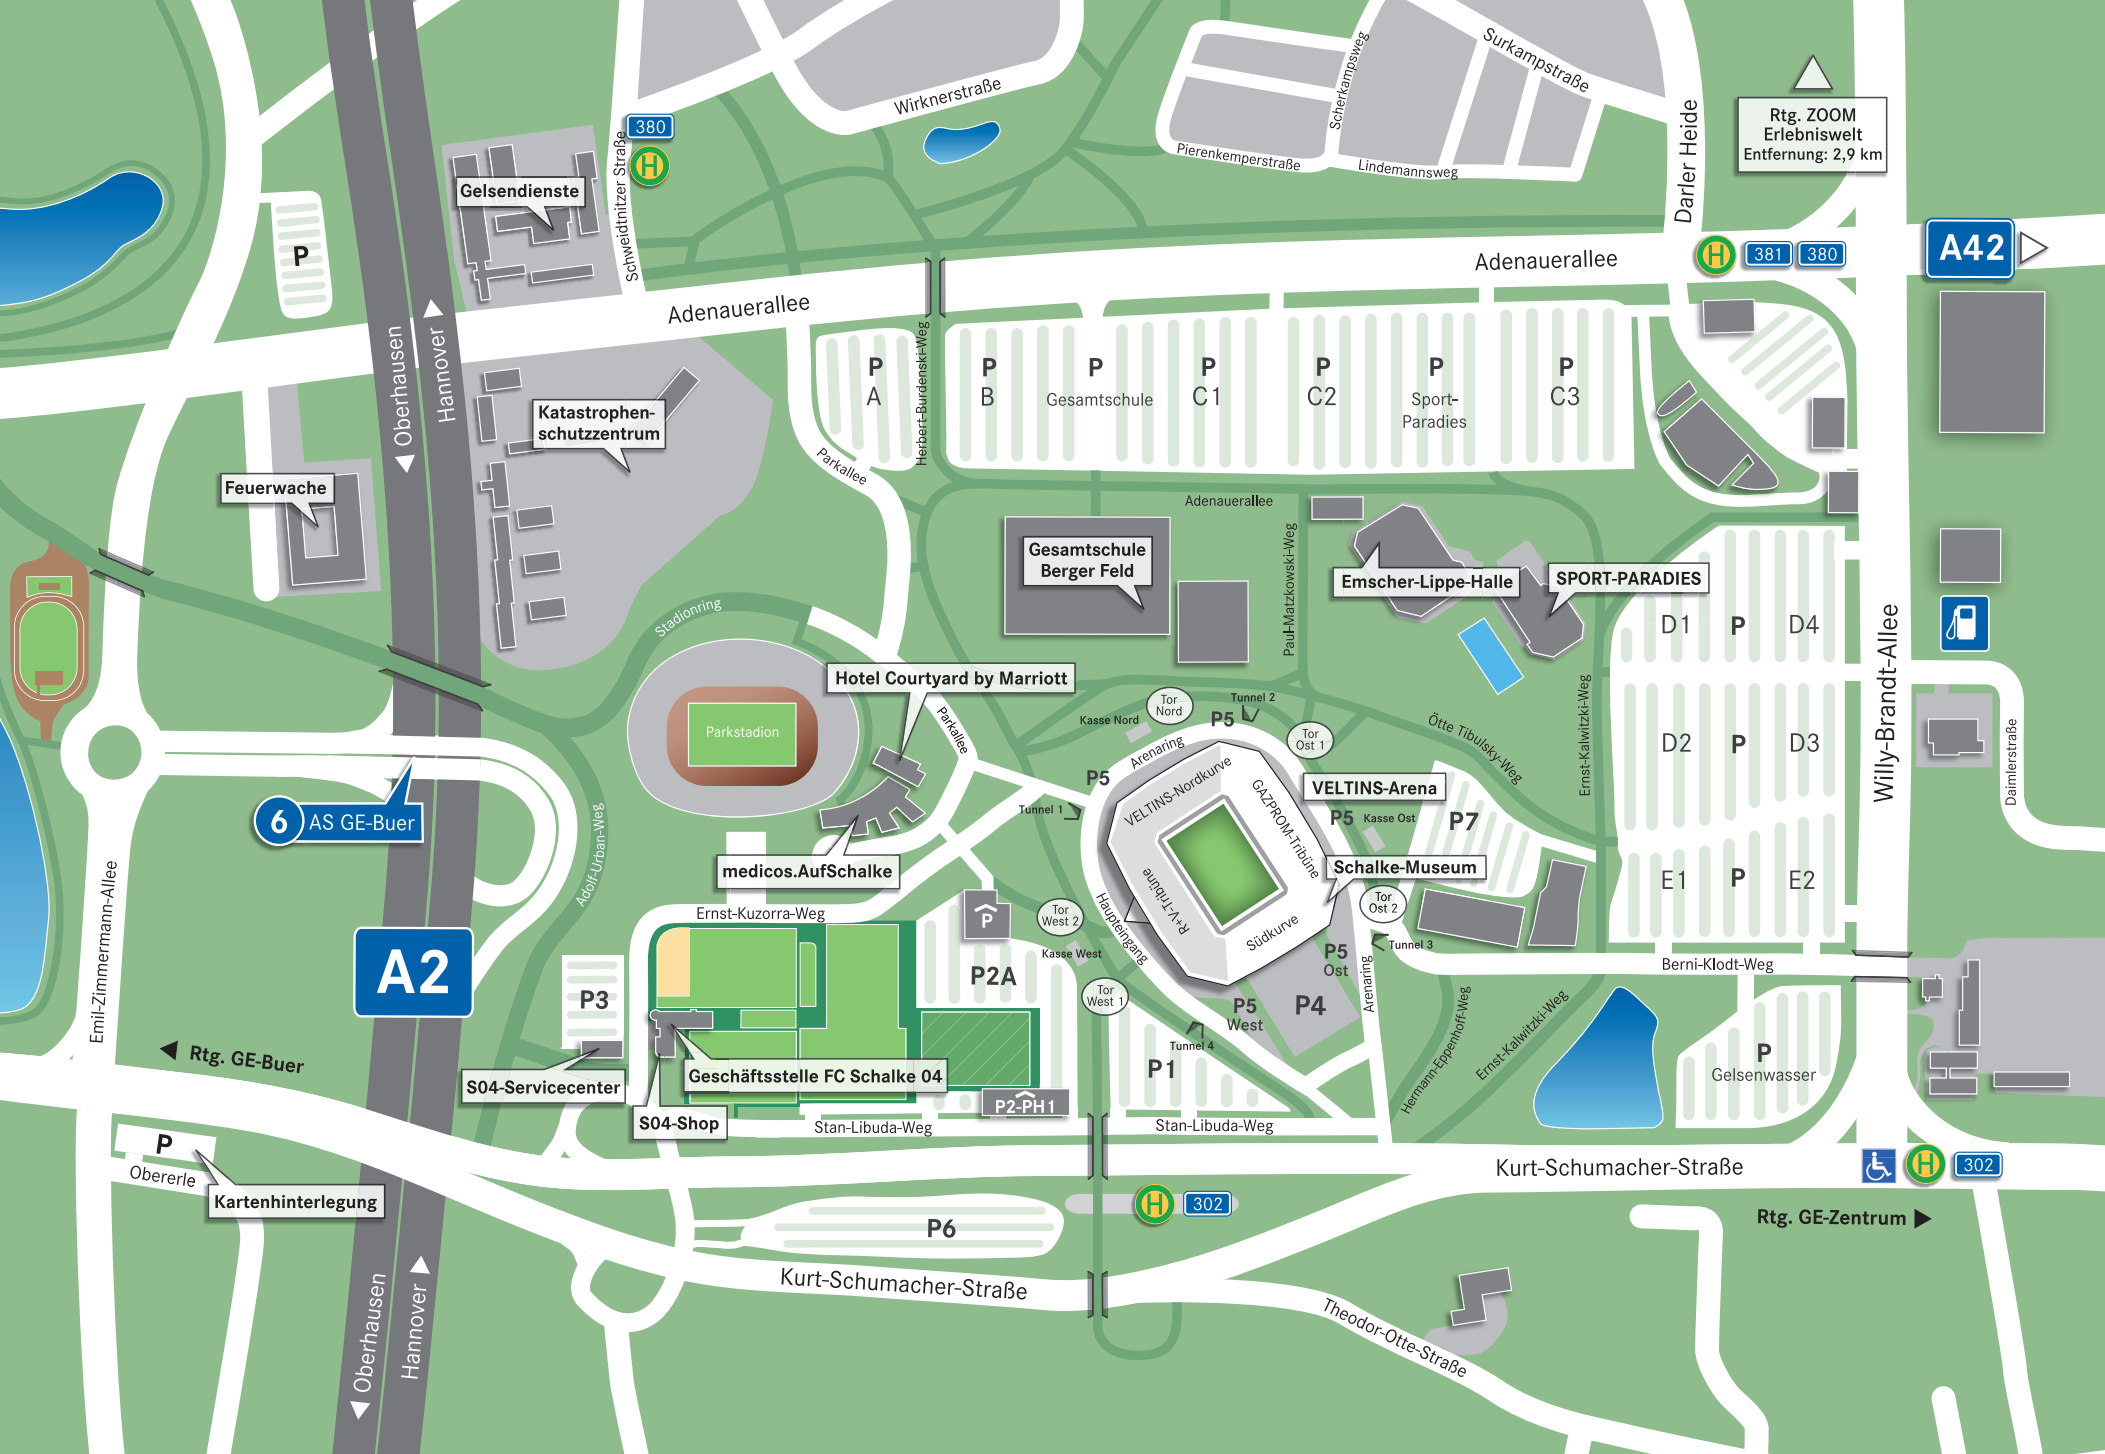 Surkampstraße
Scherkampsweg
Wirknerstraße
Darler Heide
Rtg. ZOOM
Erlebniswelt
Entfernung: 2,9 km
380
H
Schweidnitzer Straße
Pierenkemperstraße
Lindemannsweg
Gelsendienste
P
Adenauerallee
H
381
380
A42
Adenauerallee
Oberhausen
Hannover
Herbert-Burdenski-Weg
P
A
P
B
P
Gesamtschule
P
C1
P
C2
P
Sport-
Paradies
P
C3
Katastrophen-
schutzzentrum
Parkallee
Feuerwache
Adenauerallee
Gesamtschule
Berger Feld
Paul-Matzkowski-Weg
Emscher-Lippe-Halle
SPORT-PARADIES
Stadionring
D1
P
D4
Willy-Brandt-Allee
Hotel Courtyard by Marriott
Parkstadion
Parkallee
Tor
Nord
Tunnel 2
Kasse Nord
P5
Tor
Ost 1
Otte Tibulsky-Weg
Ernst-Kalwitzki-Weg
D2
P
D3
Daimlerstraße
Arenaring
P5
VELTINS-Nordkurve
GAZPROM-Tribüne
VELTINS-Arena
Tunnel 1
P5
Kasse Ost
P7
6
AS GE-Buer
Adolf-Urban-Weg
medicos.AufSchalke
R+V-Tribüne
Südkurve
Schalke-Museum
E1
P
E2
Emil-Zimmermann-Allee
Ernst-Kuzorra-Weg
P
Tor
West 2
Haupteingang
Tor
Ost 2
Kasse West
Tunnel 3
P5
Ost
A2
P2A
Berni-Klodt-Weg
P3
Tor
West 1
P5
West
P4
Arenaring
Hermann-Eppenhoff-Weg
Ernst-Kalwitzki-Weg
Tunnel 4
Rtg. GE-Buer
P1
P
Gelsenwasser
S04-Servicecenter
Geschäftsstelle FC Schalke 04
P2-PH1
S04-Shop
Stan-Libuda-Weg
Stan-Libuda-Weg
P
Obererle
Kurt-Schumacher-Straße
H
302
Kartenhinterlegung
H
302
P6
Rtg. GE-Zentrum
Kurt-Schumacher-Straße
Oberhausen
Hannover
Theodor-Otte-Straße